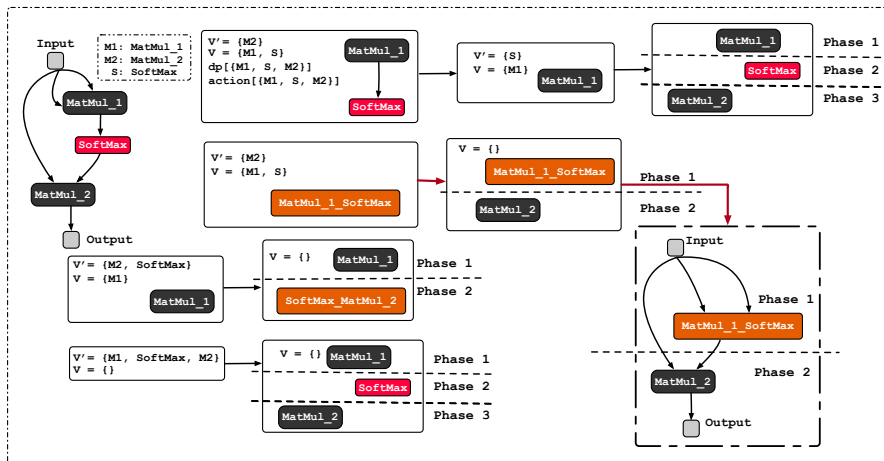 Input
M1: MatMul_1
M2: MatMul_2
S: SoftMax
MatMul_1
SoftMax
MatMul_2
Output
V'= {M2}
V = {M1, S}
dp[{M1, S, M2}]
action[{M1, S, M2}]
MatMul_1
SoftMax
V'= {S}
V = {M1}
MatMul_1
MatMul_1
Phase 1
SoftMax
Phase 2
MatMul_2
Phase 3
V'= {M2}
V = {M1, S}
MatMul_1_SoftMax
V = {}
MatMul_1_SoftMax
Phase 1
MatMul_2
Phase 2
V'= {M2, SoftMax}
V = {M1}
MatMul_1
V = {}
MatMul_1
Phase 1
SoftMax_MatMul_2
Phase 2
V'= {M1, SoftMax, M2}
V = {}
V = {}
MatMul_1
Phase 1
SoftMax
Phase 2
MatMul_2
Phase 3
Input
Phase 1
MatMul_1_SoftMax
Phase 2
MatMul_2
Output